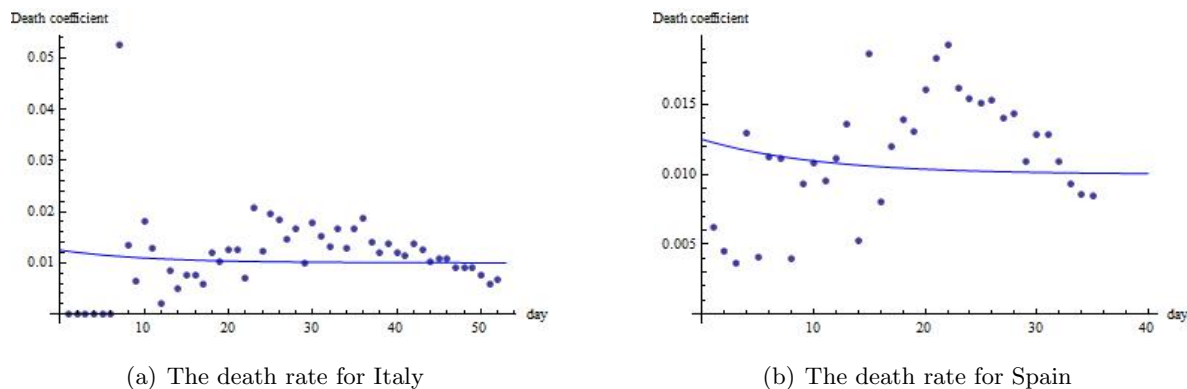 Death coefficient
0.05
0.04
0.03
0.02
0.01
10
20
30
40
50
day
(a) The death rate for Italy
Death coefficient
0.015
0.010
0.005
10
20
30
40
day
(b) The death rate for Spain